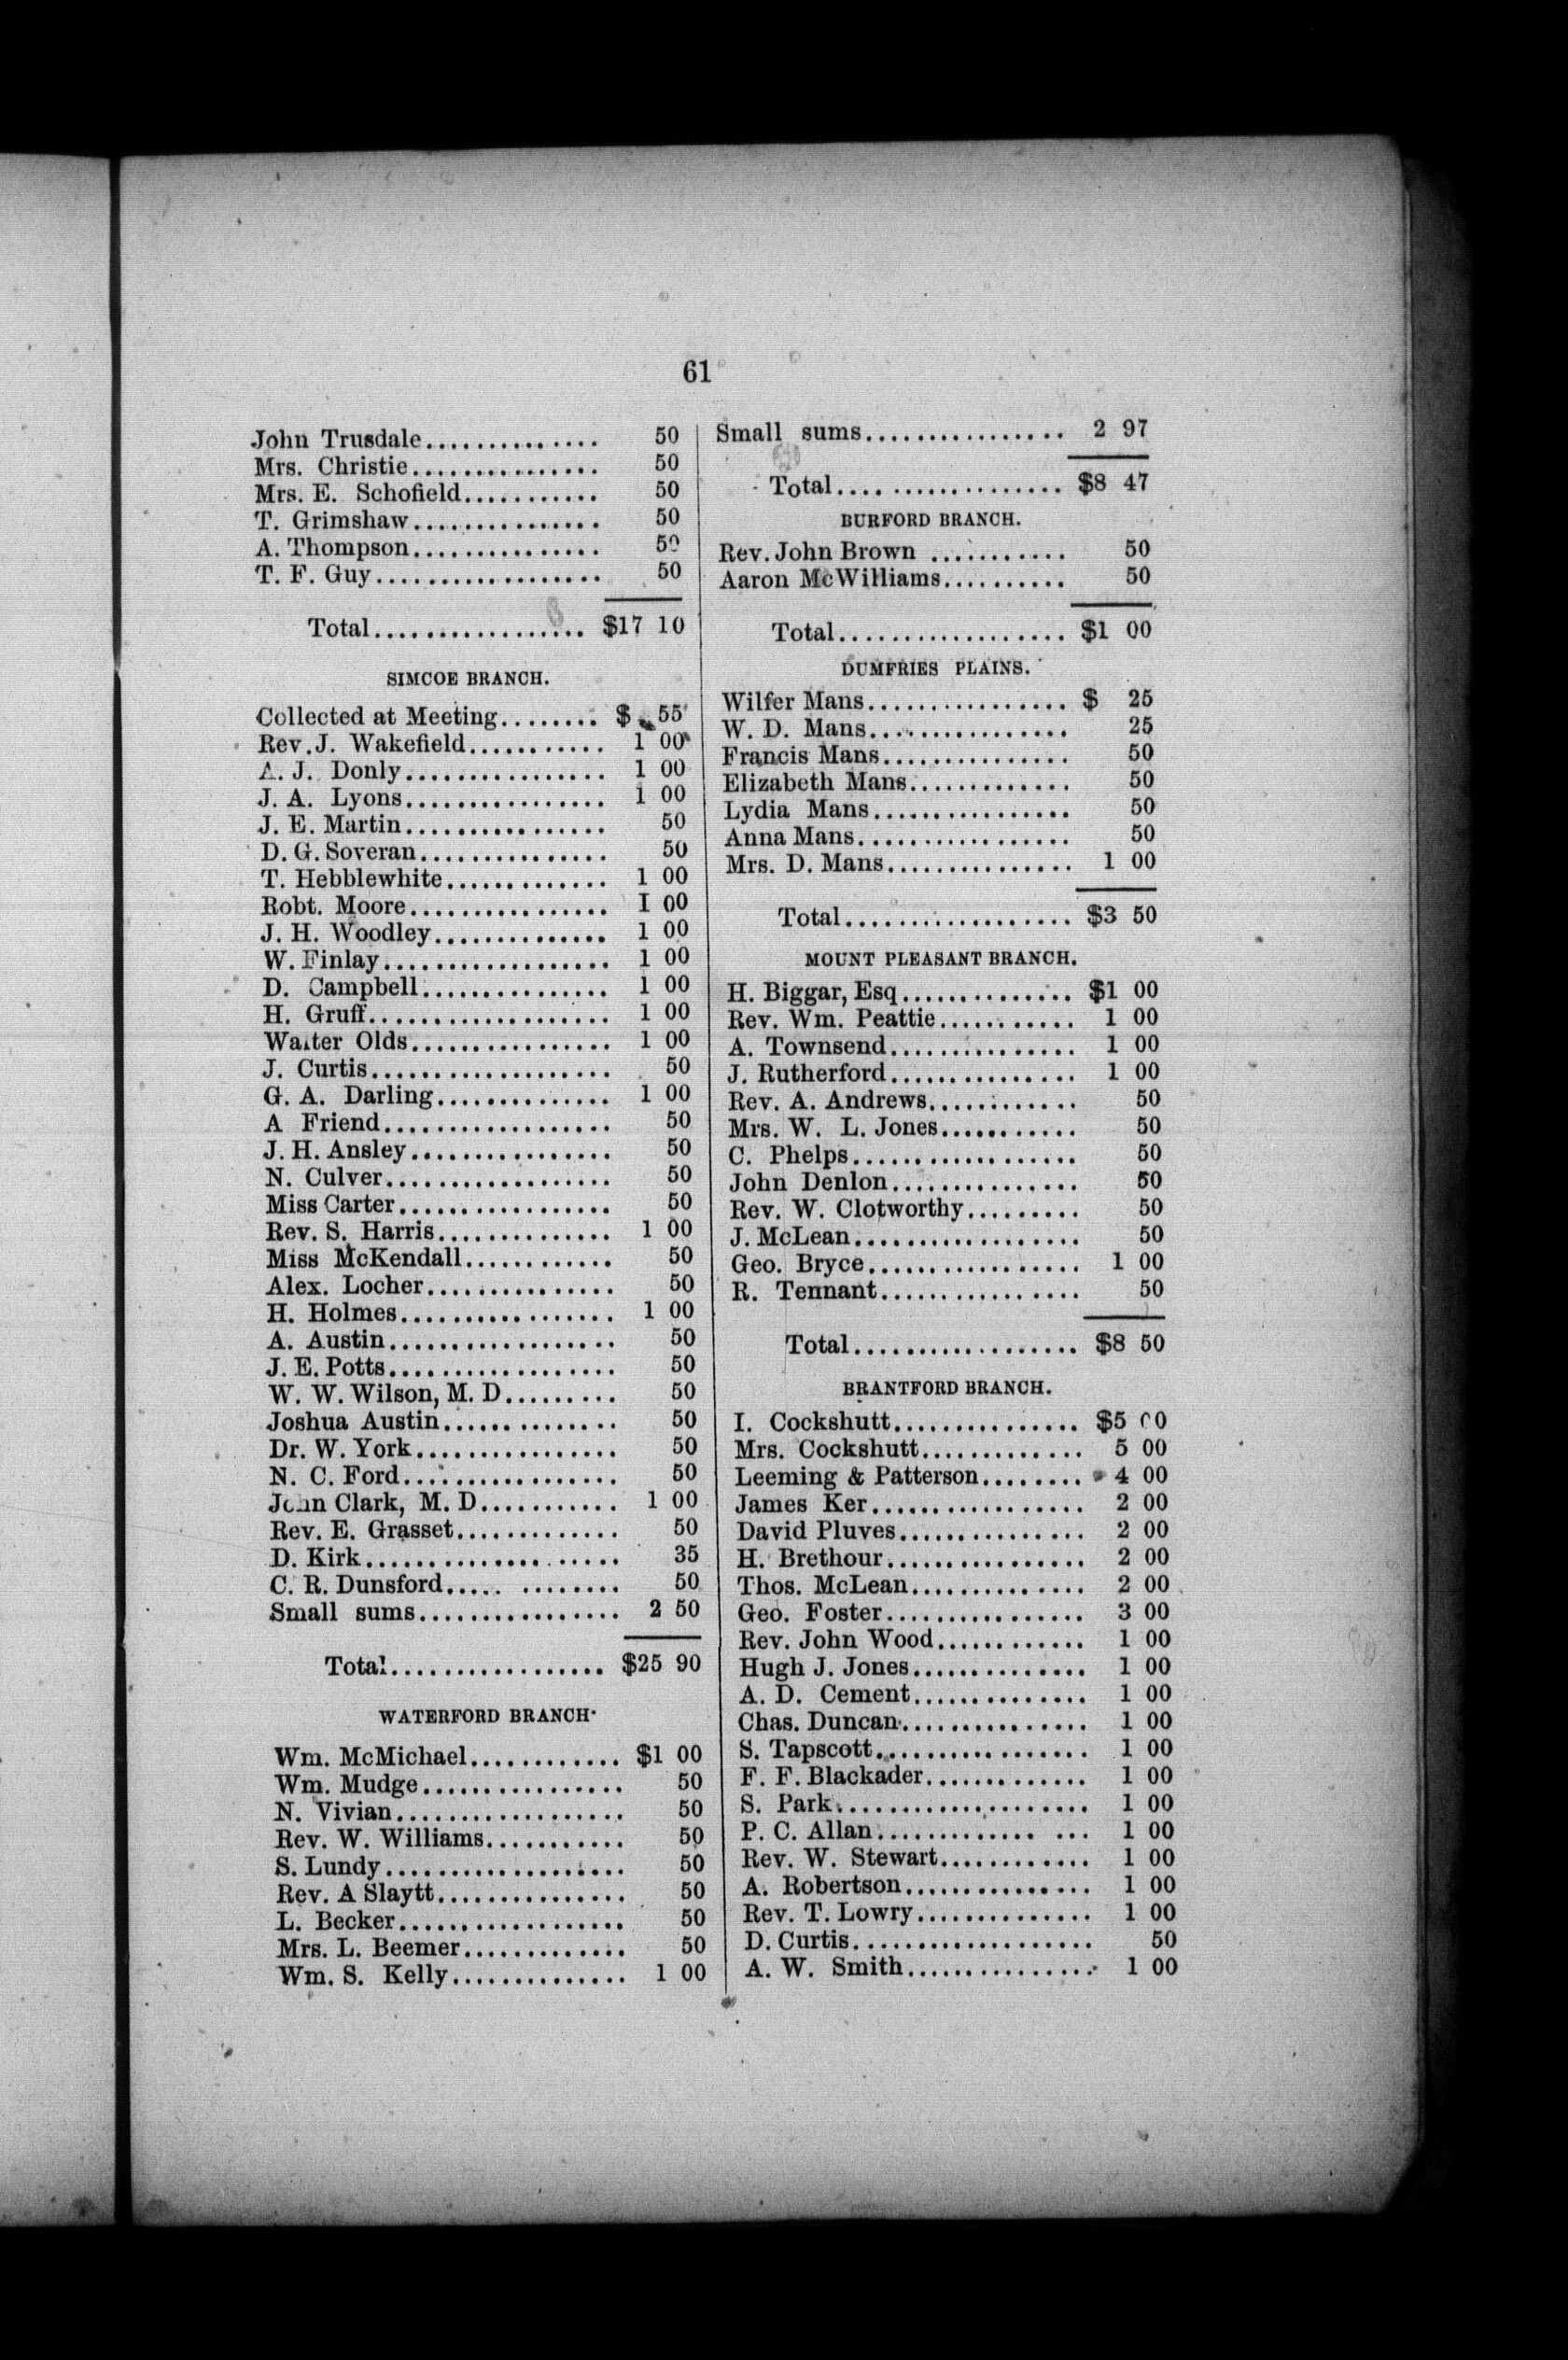 61
John Trusdale.............. 50
Mrs. Christie............... 50
Mrs. E. Schofield........... 50
T. Grimshaw............... 50
A. Thompson............... 50
T. F. Guy.................. 50
Total................. $17 10
SIMCOE BRANCH.
Collected at Meeting........ $ 55
Rev. J. Wakefield........... 1 00
A. J. Donly................ 1 00
J. A. Lyons................ 1 00
J. E. Martin................ 50
D. G. Soveran............... 50
T. Hebblewhite............. 1 00
Robt. Moore................ 1 00
J. H. Woodley.............. 1 00
W. Finlay.................. 1 00
D. Campbell............... 1 00
H. Gruff................... 1 00
Walter Olds................ 1 00
J. Curtis................... 50
G. A. Darling.............. 1 00
A Friend.................. 50
J. H. Ansley................ 50
N. Culver.................. 50
Miss Carter................. 50
Rev. S. Harris.............. 1 00
Miss McKendall............ 50
Alex. Locher............... 50
H. Holmes................. 1 00
A. Austin.................. 50
J. E. Potts.................. 50
W. W. Wilson, M. D......... 50
Joshua Austin.............. 50
Dr. W. York................ 50
N. C. Ford................. 50
John Clark, M. D........... 1 00
Rev. E. Grasset............. 50
D. Kirk.................... 35
C. R. Dunsford..... ........ 50
Small sums................ 2 50
Total................. $25 90
WATERFORD BRANCH.
Wm. McMichael............ $1 00
Wm. Mudge................ 50
N. Vivian.................. 50
Rev. W. Williams........... 50
S. Lundy................... 50
Rev. A Slaytt............... 50
L. Becker.................. 50
Mrs. L. Beemer............. 50
Wm. S. Kelly.............. 1 00
Small sums................ 2 97
Total.... .................. $8 47
BURFORD BRANCH.
Rev. John Brown ........... 50
Aaron McWilliams.......... 50
Total.................. $1 00
DUMFRIES PLAINS.
Wilfer Mans................ $ 25
W. D. Mans................ 25
Francis Mans............... 50
Elizabeth Mans............. 50
Lydia Mans................ 50
Anna Mans................. 50
Mrs. D. Mans............... 1 00
Total.................. $3 50
MOUNT PLEASANT BRANCH.
H. Biggar, Esq.............. $1 00
Rev. Wm. Peattie........... 1 00
A. Townsend............... 1 00
J. Rutherford............... 1 00
Rev. A. Andrews............ 50
Mrs. W. L. Jones........... 50
C. Phelps.................. 50
John Denlon............... 50
Rev. W. Clotworthy......... 50
J. McLean.................. 50
Geo. Bryce................. 1 00
R. Tennant................ 50
Total.................. $8 50
BRANTFORD BRANCH.
I. Cockshutt............... $5 00
Mrs. Cockshutt............. 5 00
Leeming & Patterson........ 4 00
James Ker................. 2 00
David Pluves............... 2 00
H. Brethour................ 2 00
Thos. McLean.............. 2 00
Geo. Foster................ 3 00
Rev. John Wood............ 1 00
Hugh J. Jones.............. 1 00
A. D. Cement.............. 1 00
Chas. Duncan............... 1 00
S. Tapscott................. 1 00
F. F. Blackader............. 1 00
S. Park.................... 1 00
P. C. Allan............. ... 1 00
Rev. W. Stewart............ 1 00
A. Robertson............... 1 00
Rev. T. Lowry.............. 1 00
D. Curtis................... 50
A. W. Smith............... 1 00